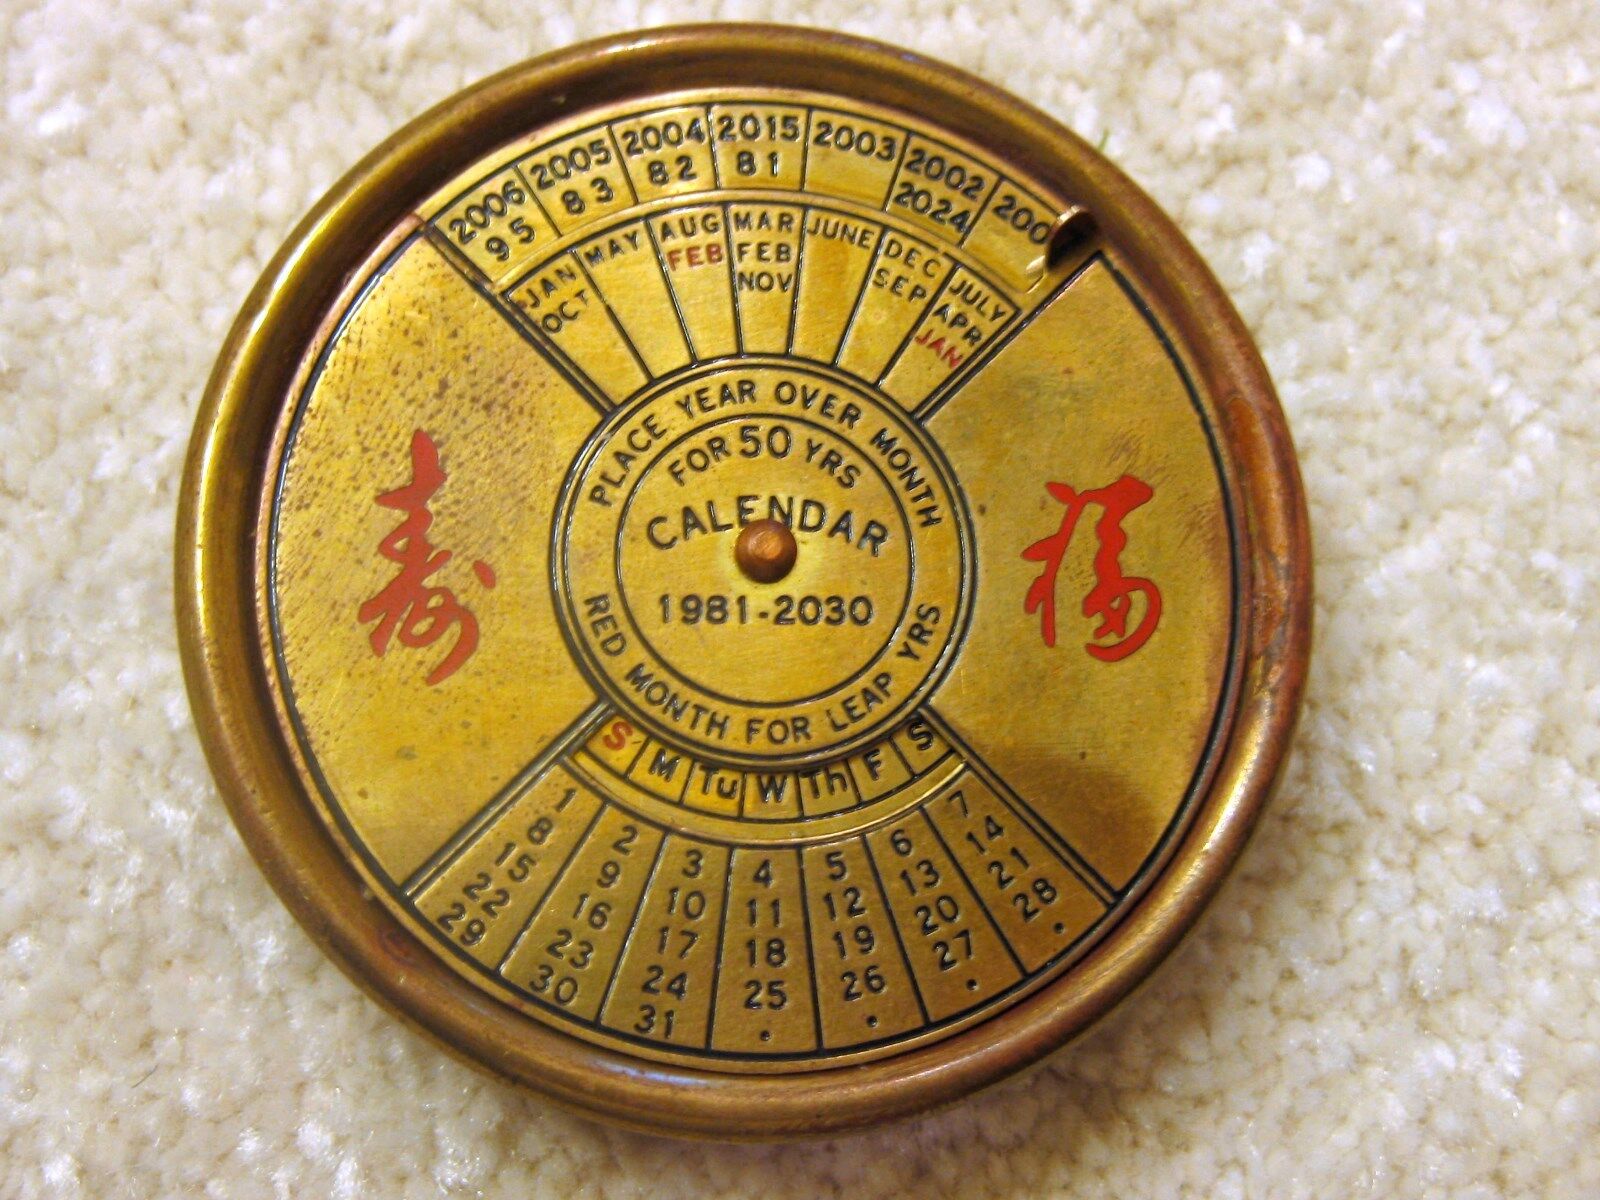 2006 2005 2004 2015 2003 2002
95 83 82 81 2024
JAN MAY AUG MAR JUNE DEC JULY
OCT FEB FEB SEP APR
NOV JAN
PLACE YEAR OVER MONTH
FOR 50 YRS
CALENDAR
1981-2030
RED MONTH FOR LEAP YRS
寿
福
S M Tu W Th F S
1 2 3 4 5 6 7
8 9 10 11 12 13 14
15 16 17 18 19 20 21
22 23 24 25 26 27 28
29 30 31